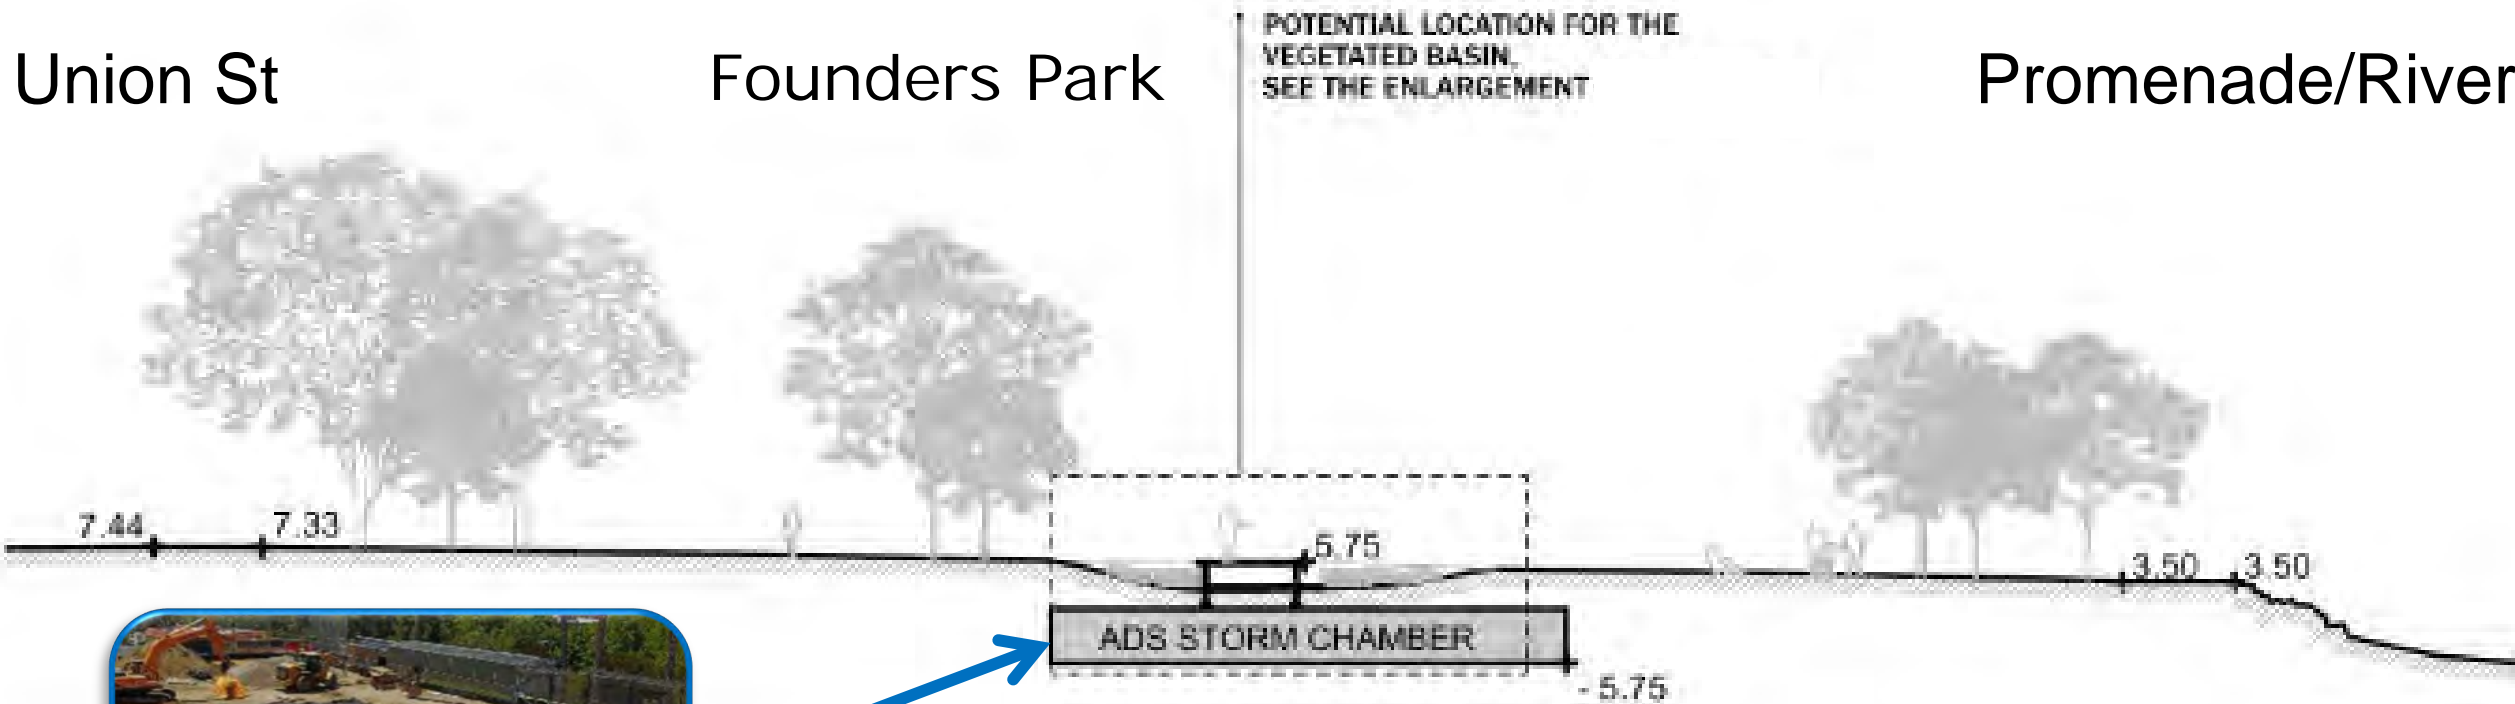 Union St
Founders Park
POTENTIAL LOCATION FOR THE
VEGETATED BASIN.
SEE THE ENLARGEMENT
Promenade/River
7.44
7.33
5.75
3.50
3.50
ADS STORM CHAMBER
- 5.75